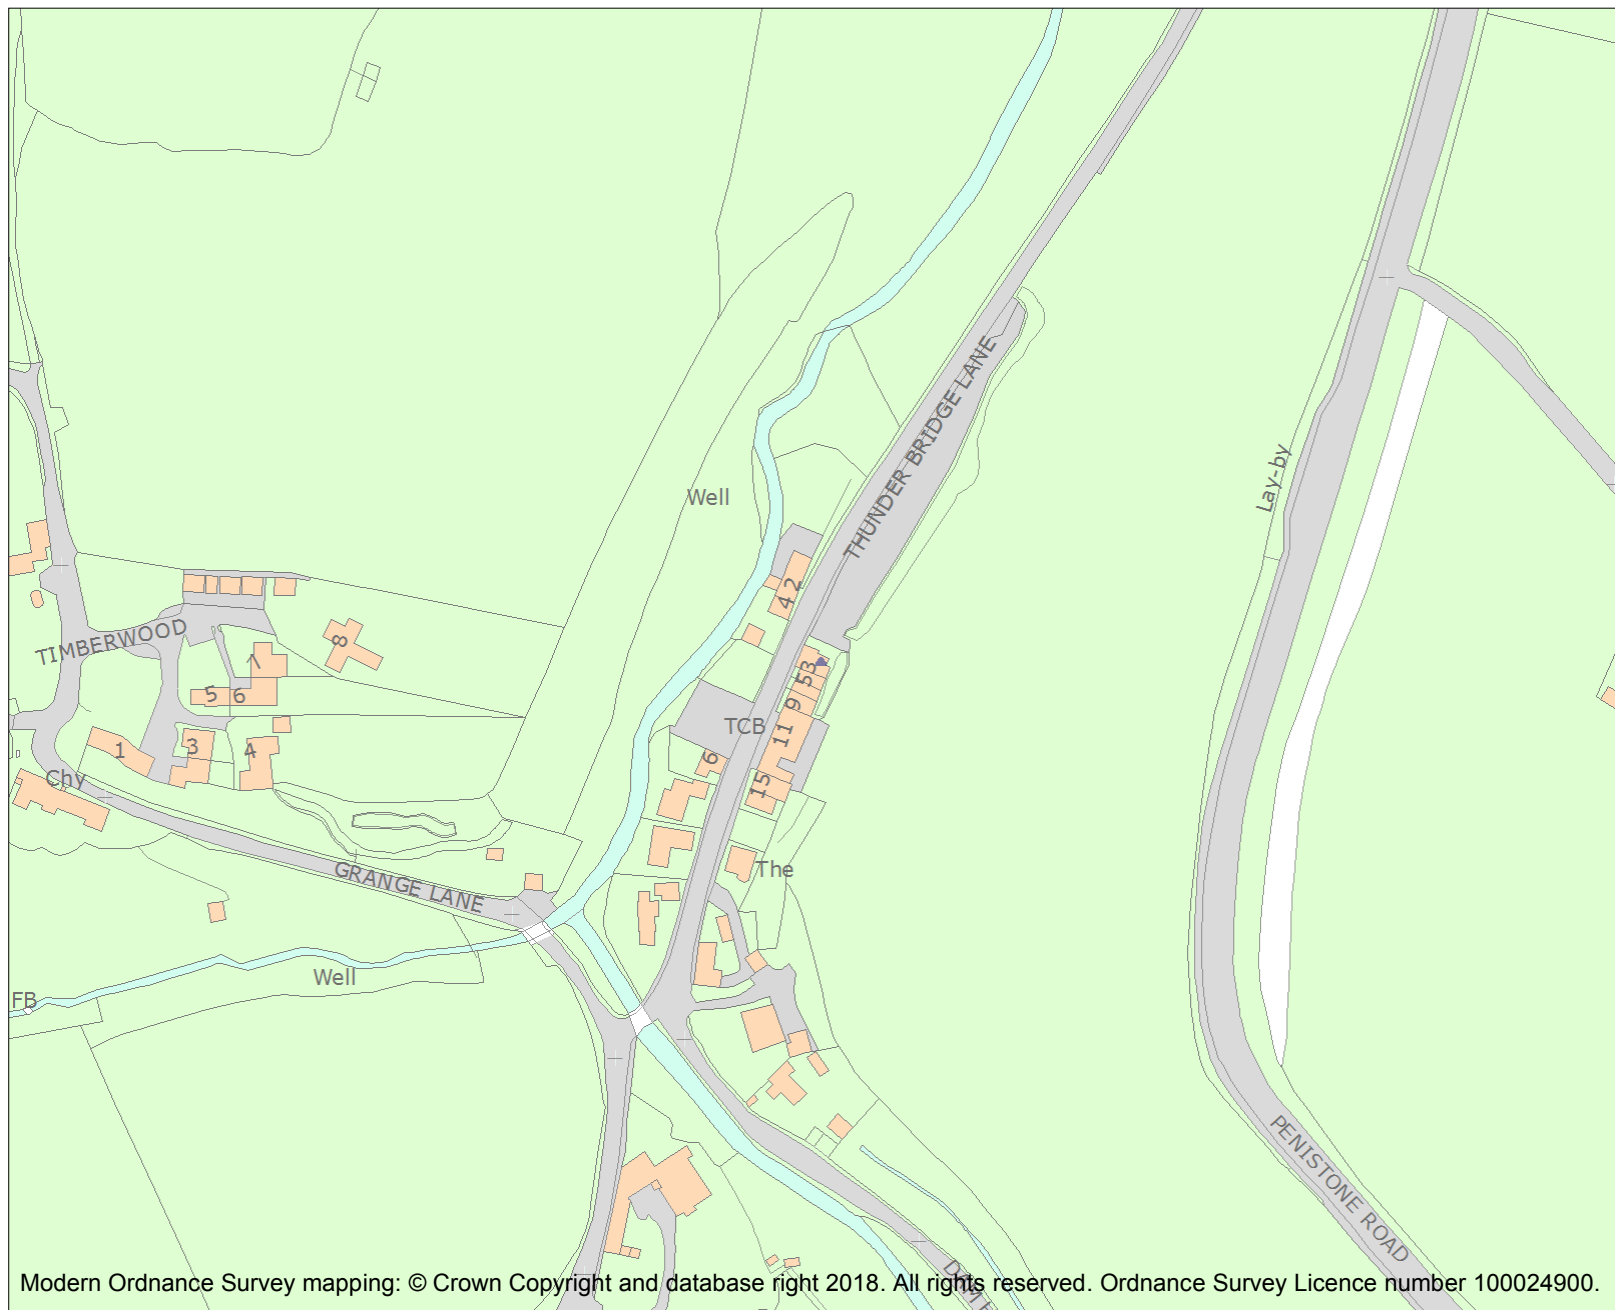 Well
THUNDER BRIDGE LANE
Lay-by
4 2
TIMBERWOOD
8
7
5 6
53
9
TCB
11
1
3
4
6
15
Chy
GRANGE LANE
The
Well
FB
PENISTONE ROAD
Modern Ordnance Survey mapping: © Crown Copyright and database right 2018. All rights reserved. Ordnance Survey Licence number 100024900.